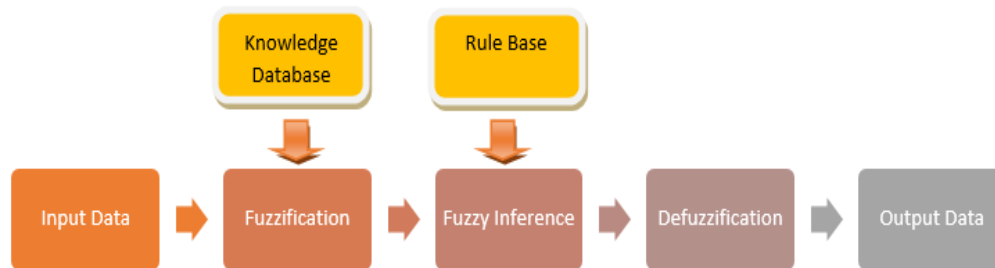 Knowledge
Database
Rule Base
Input Data
Fuzzification
Fuzzy Inference
Defuzzification
Output Data